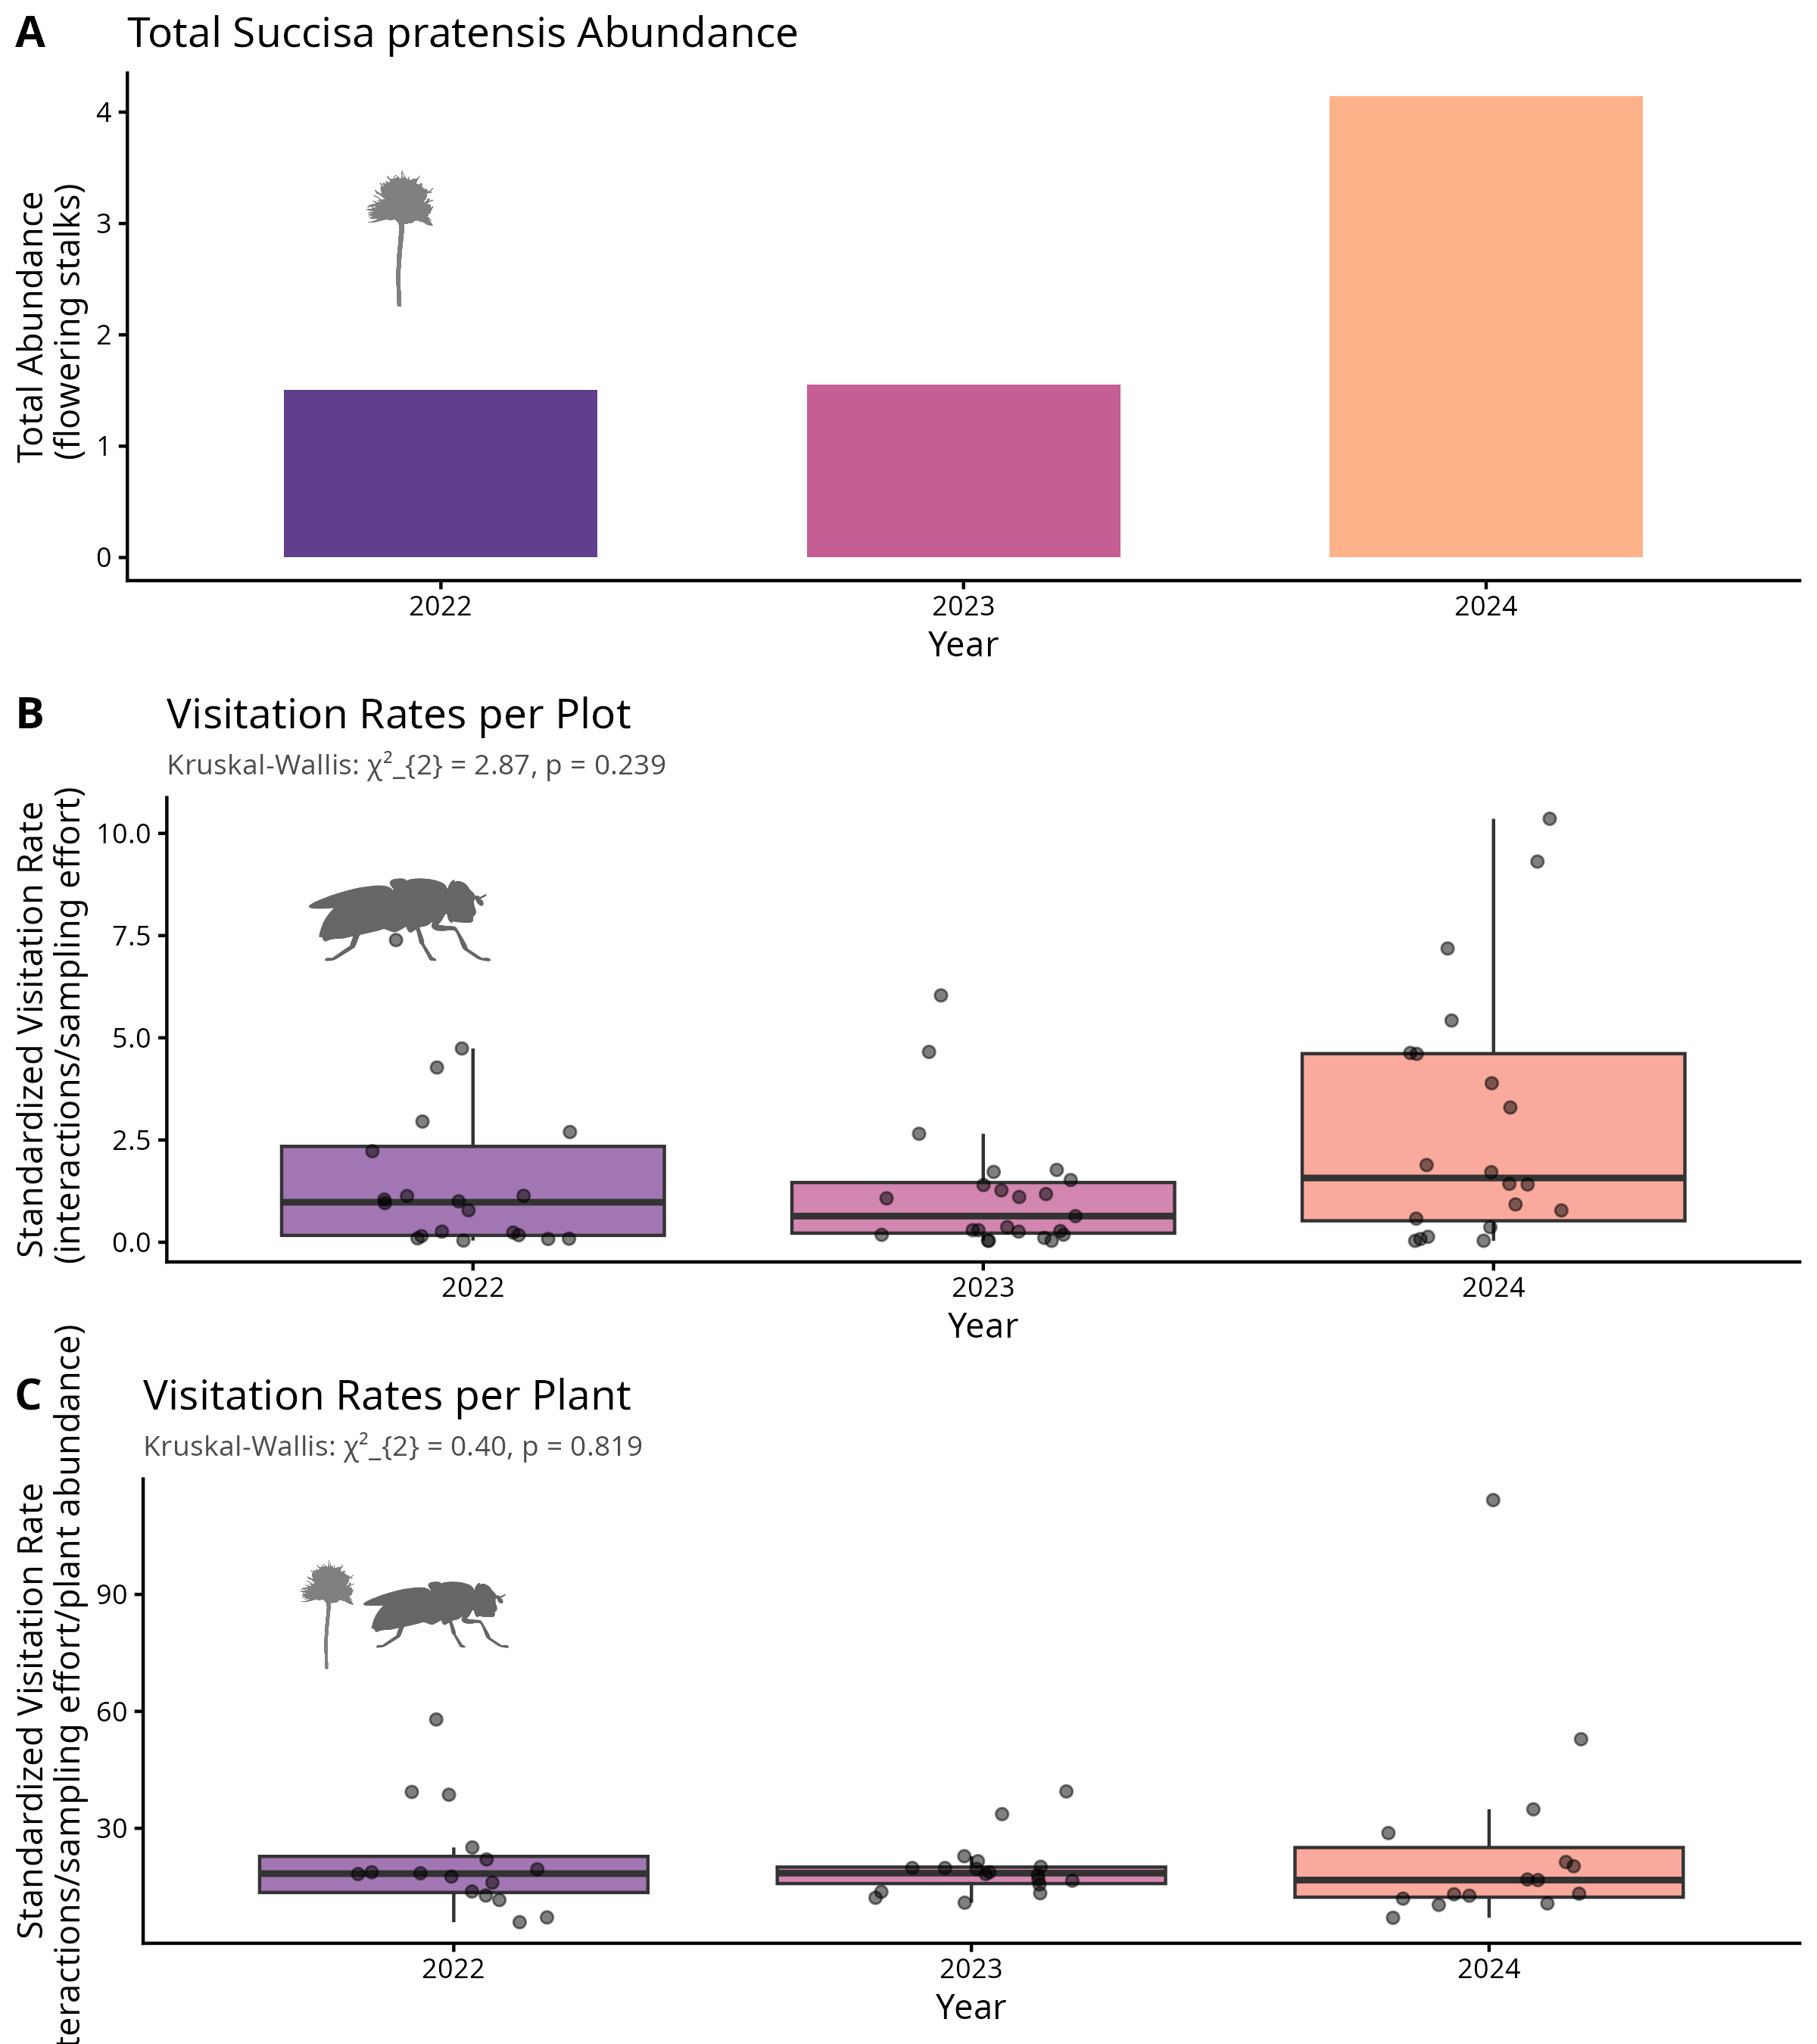 A
Total Succisa pratensis Abundance
Total Abundance
(flowering stalks)
4
3
2
1
0
2022
2023
2024
Year
B
Visitation Rates per Plot
Kruskal-Wallis: χ²_{2} = 2.87, p = 0.239
Standardized Visitation Rate
(interactions/sampling effort)
10.0
7.5
5.0
2.5
0.0
2022
2023
2024
Year
C
Visitation Rates per Plant
Kruskal-Wallis: χ²_{2} = 0.40, p = 0.819
Standardized Visitation Rate
teractions/sampling effort/plant abundance)
90
60
30
2022
2023
2024
Year